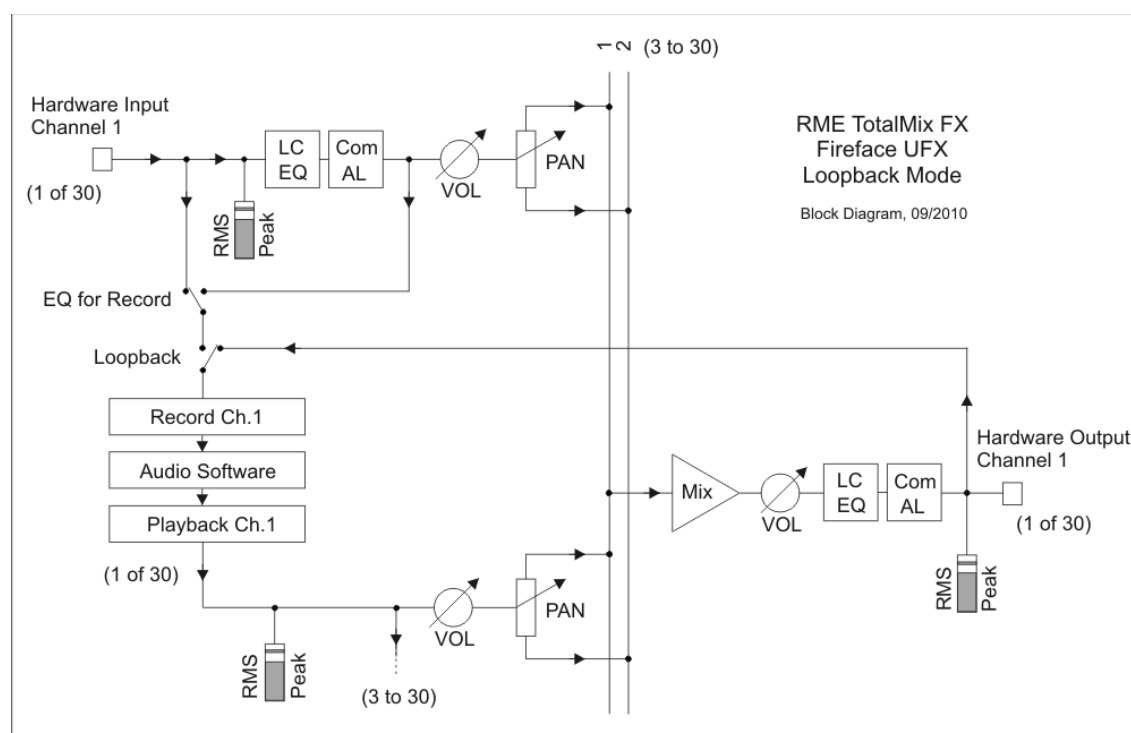 1
2
(3 to 30)
Hardware Input
Channel 1
(1 of 30)
LC
EQ
Com
AL
VOL
PAN
RMS
Peak
RME TotalMix FX
Fireface UFX
Loopback Mode
Block Diagram, 09/2010
EQ for Record
Loopback
Record Ch.1
Audio Software
Playback Ch.1
(1 of 30)
RMS
Peak
(3 to 30)
VOL
PAN
Mix
VOL
LC
EQ
Com
AL
Hardware Output
Channel 1
(1 of 30)
RMS
Peak